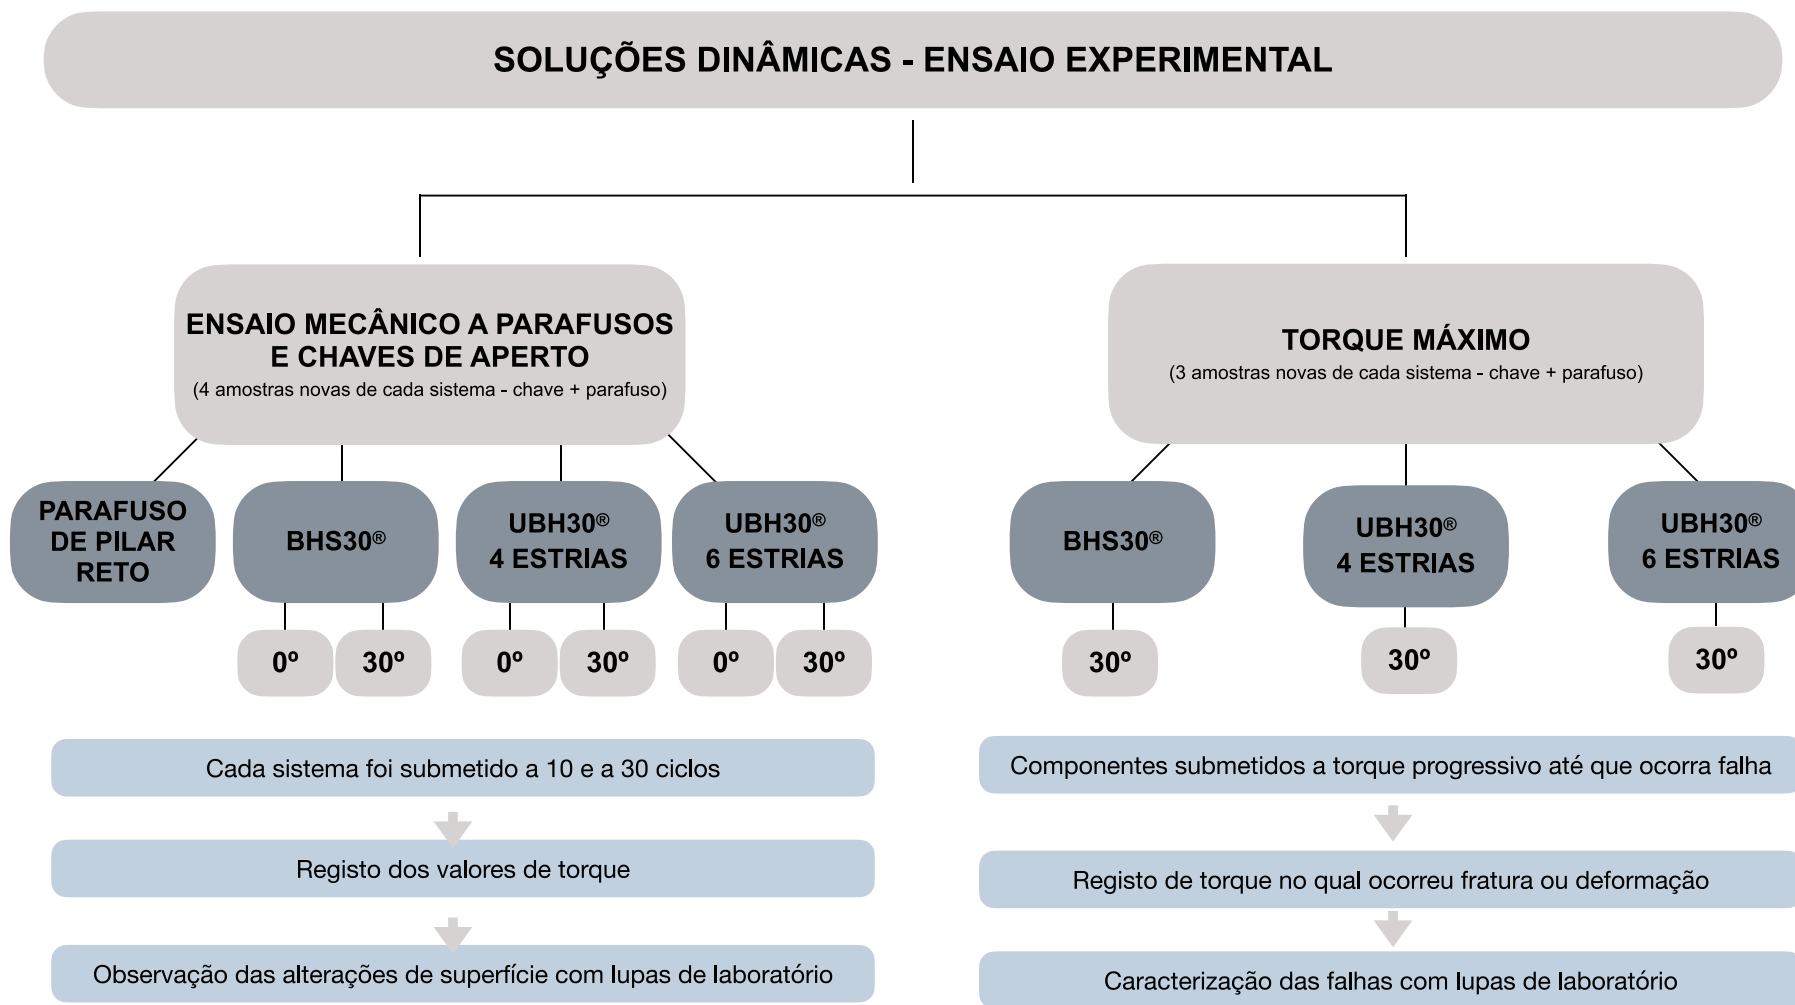 SOLUÇÕES DINÂMICAS - ENSAIO EXPERIMENTAL
ENSAIO MECÂNICO A PARAFUSOS
E CHAVES DE APERTO
(4 amostras novas de cada sistema - chave + parafuso)
PARAFUSO
DE PILAR
RETO
BHS30®
UBH30®
4 ESTRIAS
UBH30®
6 ESTRIAS
0º
30º
0º
30º
0º
30º
Cada sistema foi submetido a 10 e a 30 ciclos
Registo dos valores de torque
Observação das alterações de superfície com lupas de laboratório
TORQUE MÁXIMO
(3 amostras novas de cada sistema - chave + parafuso)
BHS30®
UBH30®
4 ESTRIAS
UBH30®
6 ESTRIAS
30º
30º
30º
Componentes submetidos a torque progressivo até que ocorra falha
Registo de torque no qual ocorreu fratura ou deformação
Caracterização das falhas com lupas de laboratório